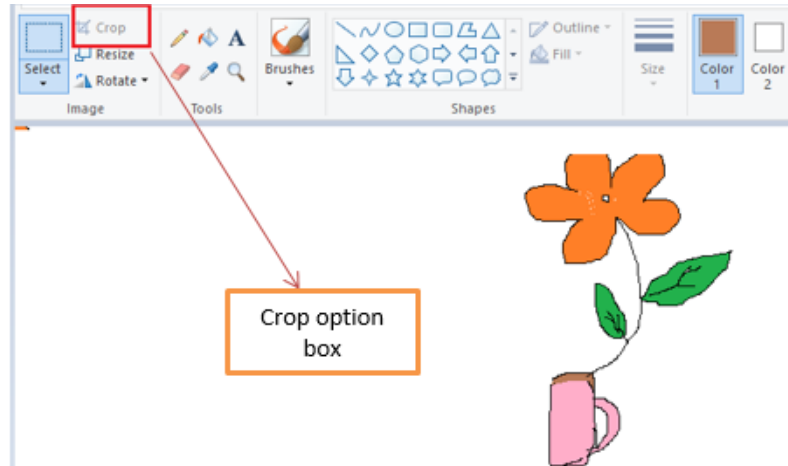 Crop
Resize
Rotate
Select
Image
A
Tools
Brushes
Outline
Fill
Shapes
Size
Color
1
Color
2
Crop option
box